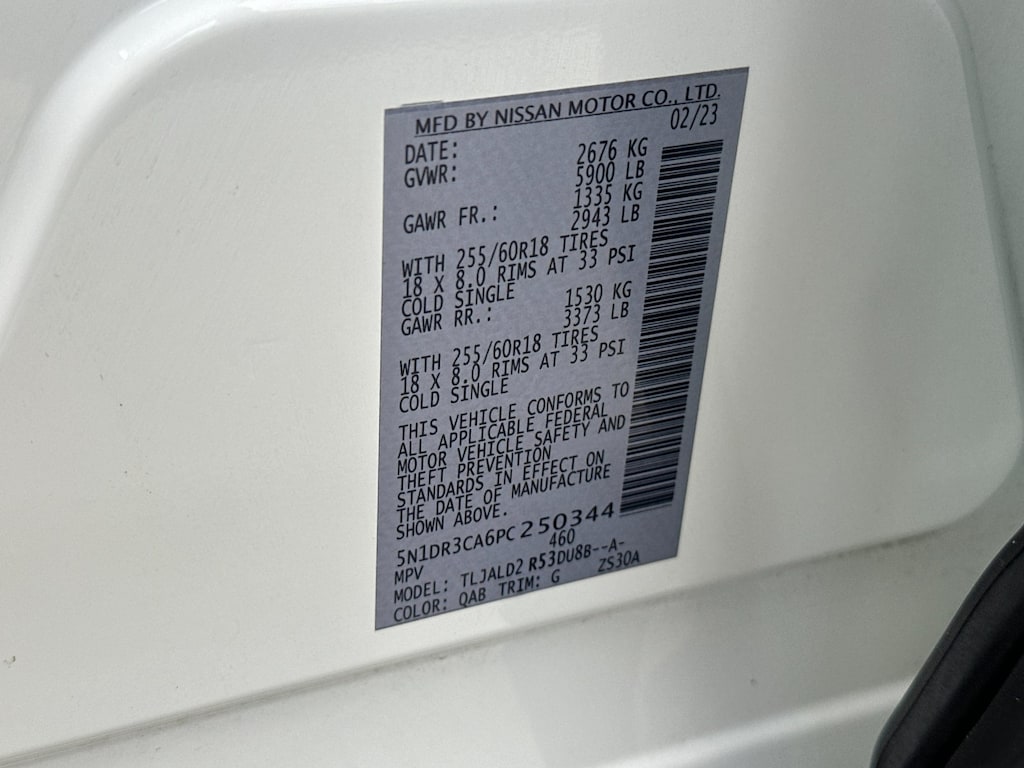 MFD BY NISSAN MOTOR CO., LTD.
DATE: 02/23
GVWR: 2676 KG
5900 LB
GAWR FR.: 1335 KG
2943 LB
WITH 255/60R18 TIRES
18 X 8.0 RIMS AT 33 PSI
COLD SINGLE
GAWR RR.: 1530 KG
3373 LB
WITH 255/60R18 TIRES
18 X 8.0 RIMS AT 33 PSI
COLD SINGLE
THIS VEHICLE CONFORMS TO
ALL APPLICABLE FEDERAL
MOTOR VEHICLE SAFETY AND
THEFT PREVENTION
STANDARDS IN EFFECT ON
THE DATE OF MANUFACTURE
SHOWN ABOVE.
5N1DR3CA6PC250344
MPV 460
MODEL: TLJALD2 R53DU8B--A-
COLOR: QAB TRIM: G ZS30A